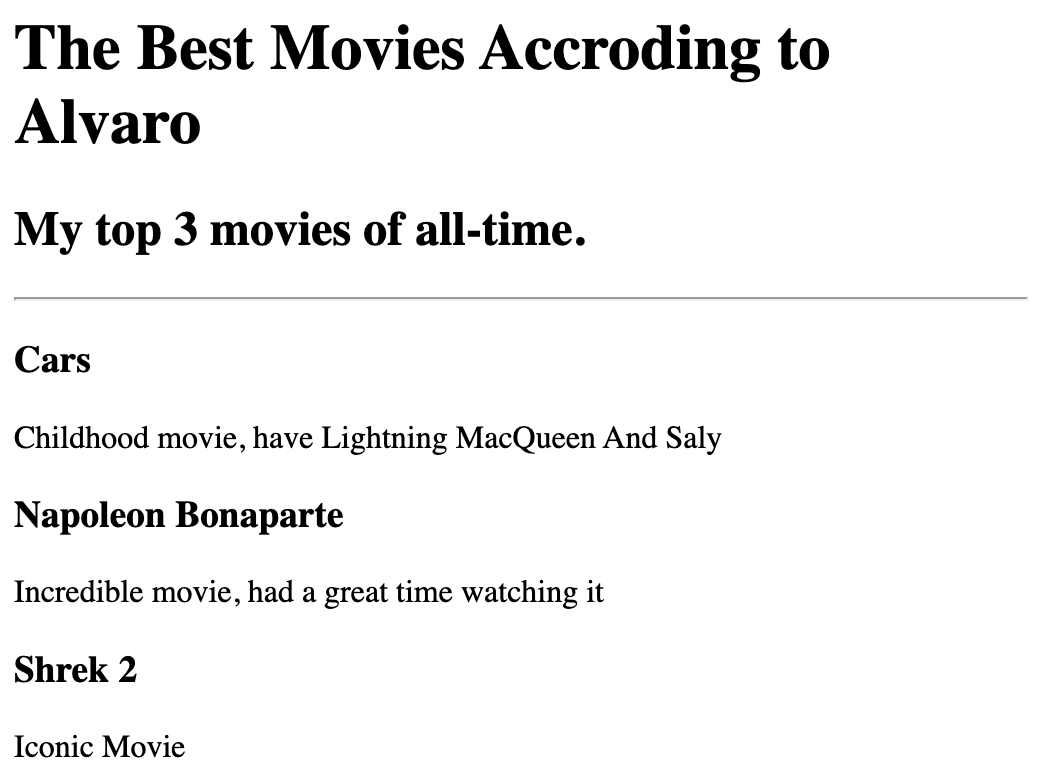 The Best Movies Accroding to
Alvaro
My top 3 movies of all-time.
Cars
Childhood movie, have Lightning MacQueen And Saly
Napoleon Bonaparte
Incredible movie, had a great time watching it
Shrek 2
Iconic Movie